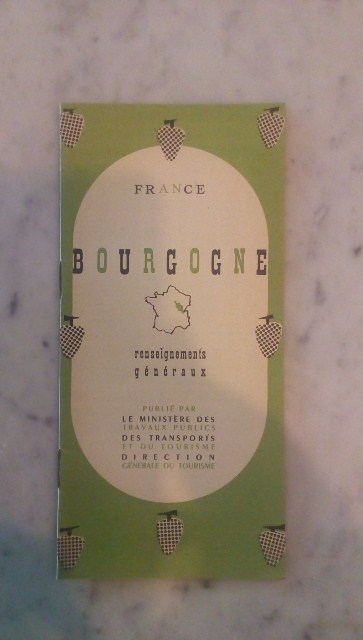 FRANCE
BOURGOGNE
renseignements
généraux
PUBLIÉ PAR
LE MINISTÈRE DES
TRAVAUX PUBLICS
DES TRANSPORTS
ET DU TOURISME
DIRECTION
GÉNÉRALE DU TOURISME